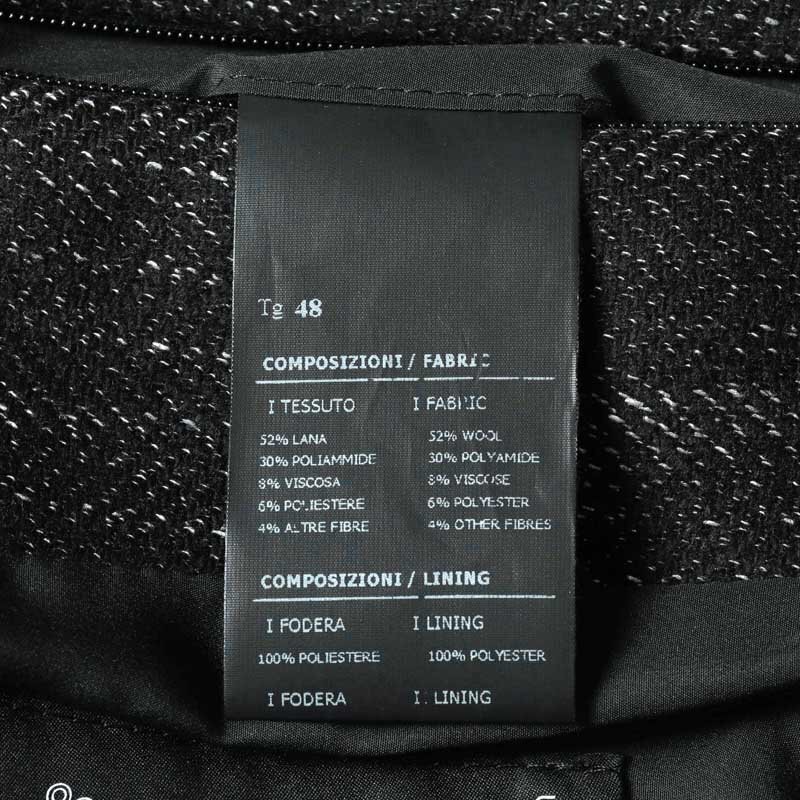 Tg 48
COMPOSIZIONI / FABRIC
I TESSUTO I FABRIC
52% LANA 52% WOOL
30% POLIAMMIDE 30% POLYAMIDE
8% VISCOSA 8% VISCOSE
6% POLIESTERE 6% POLYESTER
4% ALTRE FIBRE 4% OTHER FIBRES
COMPOSIZIONI / LINING
I FODERA I LINING
100% POLIESTERE 100% POLYESTER
I FODERA I LINING